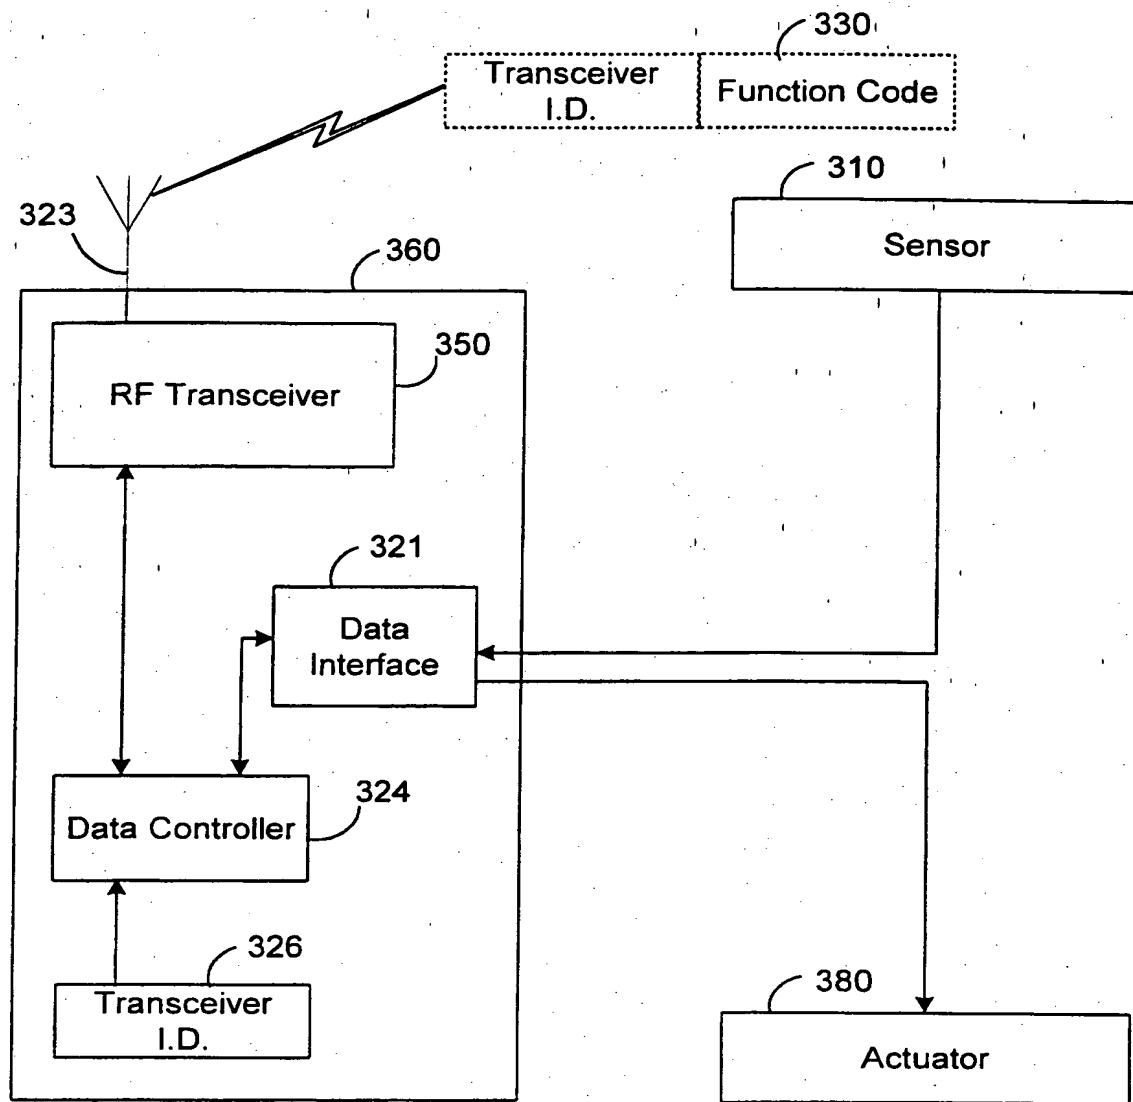 330
Transceiver
I.D.
Function Code
310
Sensor
323
360
350
RF Transceiver
321
Data
Interface
324
Data Controller
326
Transceiver
I.D.
380
Actuator